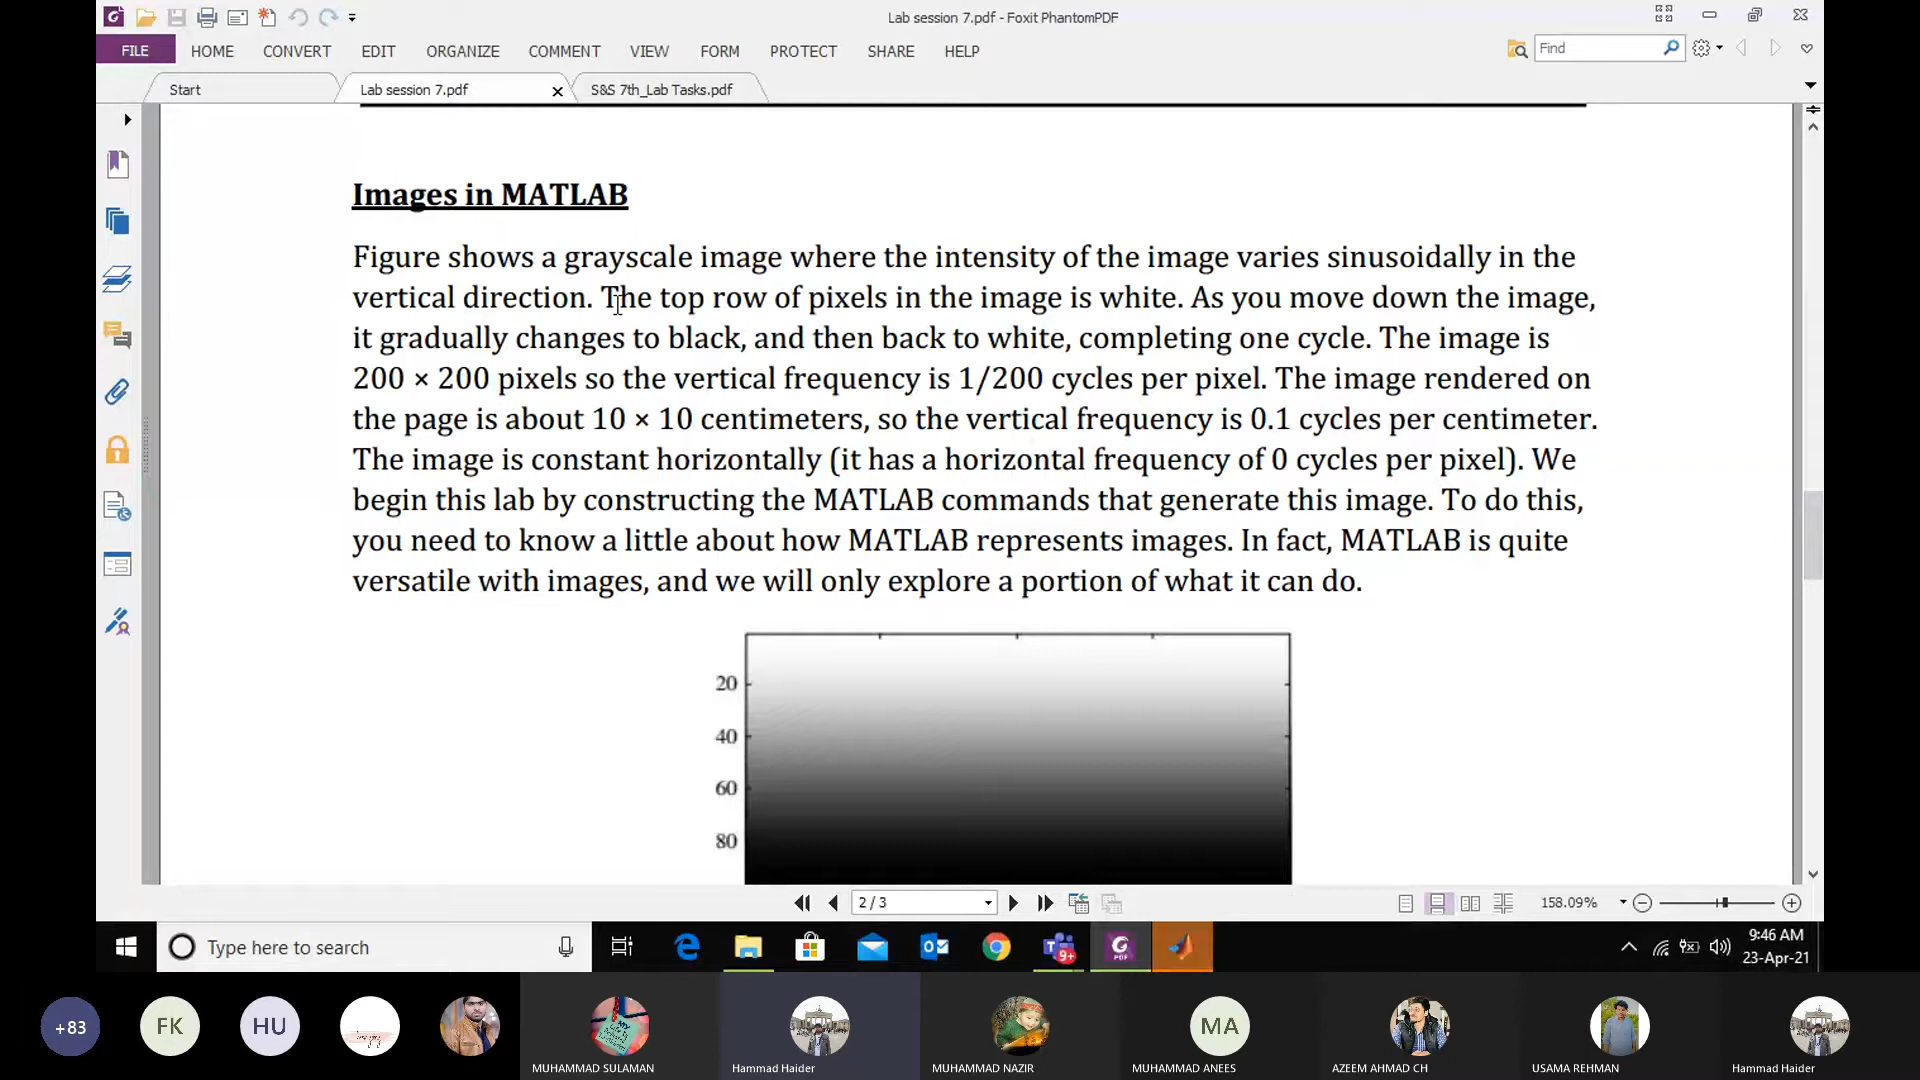 Lab session 7.pdf - Foxit PhantomPDF
FILE HOME CONVERT EDIT ORGANIZE COMMENT VIEW FORM PROTECT SHARE HELP
Find
Start
Lab session 7.pdf
S&S 7th_Lab Tasks.pdf
Images in MATLAB
Figure shows a grayscale image where the intensity of the image varies sinusoidally in the
vertical direction. The top row of pixels in the image is white. As you move down the image,
it gradually changes to black, and then back to white, completing one cycle. The image is
200 × 200 pixels so the vertical frequency is 1/200 cycles per pixel. The image rendered on
the page is about 10 × 10 centimeters, so the vertical frequency is 0.1 cycles per centimeter.
The image is constant horizontally (it has a horizontal frequency of 0 cycles per pixel). We
begin this lab by constructing the MATLAB commands that generate this image. To do this,
you need to know a little about how MATLAB represents images. In fact, MATLAB is quite
versatile with images, and we will only explore a portion of what it can do.
20
40
60
80
2 / 3
158.09%
Type here to search
9+
PDF
9:46 AM
23-Apr-21
+83
FK
HU
MA
MUHAMMAD SULAMAN
Hammad Haider
MUHAMMAD NAZIR
MUHAMMAD ANEES
AZEEM AHMAD CH
USAMA REHMAN
Hammad Haider